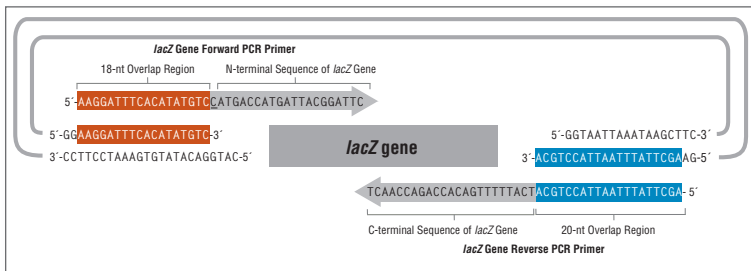 lacZ Gene Forward PCR Primer
18-nt Overlap Region
N-terminal Sequence of lacZ Gene
5´-AAGGATTTCACATATGTCCATGACCATGATTACGGATTC
5´-GGAAGGATTTCACATATGTC-3´
3´-CCTTCCTAAAGTGTATACAGGTAC-5´
lacZ gene
5´-GGTAATTAAATAAGCTTC-3´
3´-ACGTCCATTAATTTATTCGAAG-5´
TCAACCAGACCACAGTTTTTACTACGTCCATTAATTTATTCGA-5´
C-terminal Sequence of lacZ Gene
20-nt Overlap Region
lacZ Gene Reverse PCR Primer